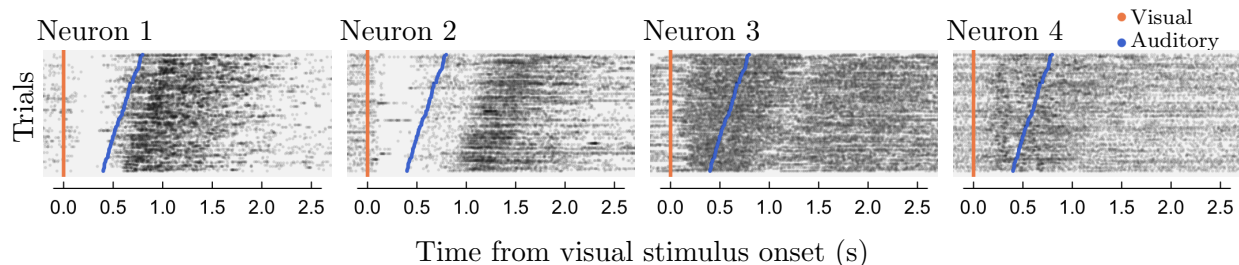 Neuron 1 Neuron 2 Neuron 3 Neuron 4
Visual
Auditory
Trials
0.0 0.5 1.0 1.5 2.0 2.5 0.0 0.5 1.0 1.5 2.0 2.5 0.0 0.5 1.0 1.5 2.0 2.5 0.0 0.5 1.0 1.5 2.0 2.5
Time from visual stimulus onset (s)